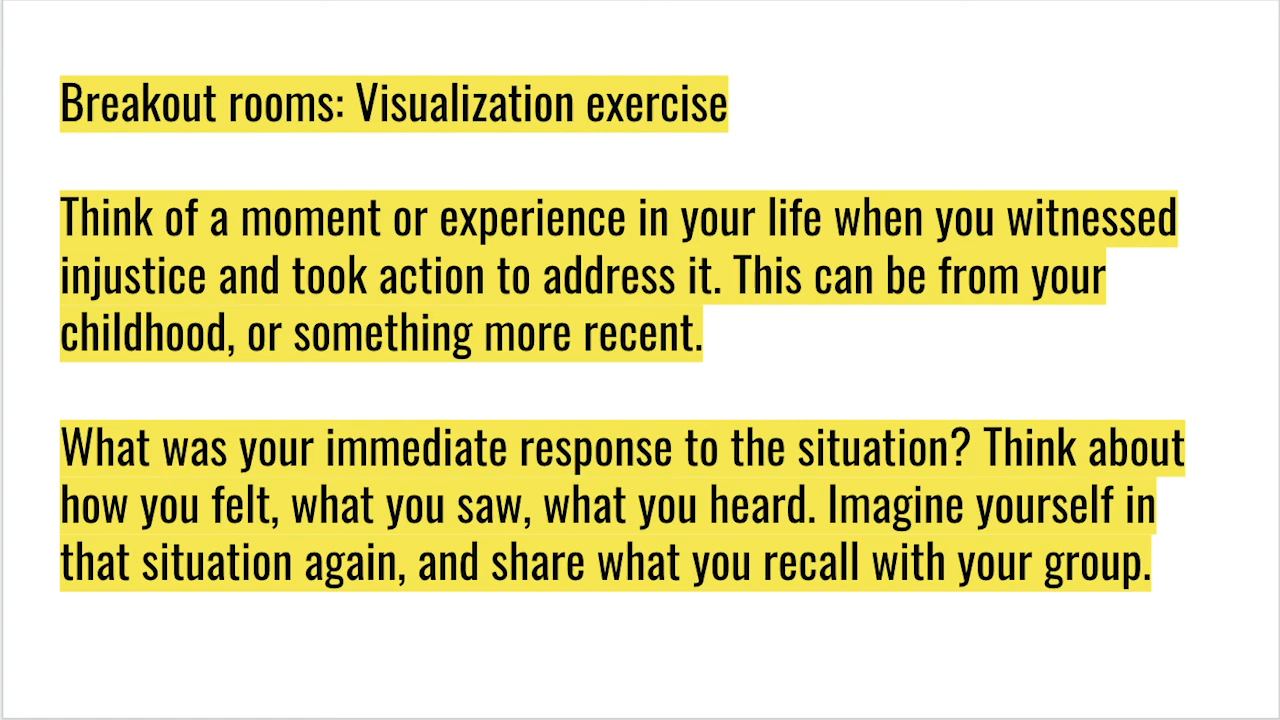 Breakout rooms: Visualization exercise
Think of a moment or experience in your life when you witnessed
injustice and took action to address it. This can be from your
childhood, or something more recent.
What was your immediate response to the situation? Think about
how you felt, what you saw, what you heard. Imagine yourself in
that situation again, and share what you recall with your group.